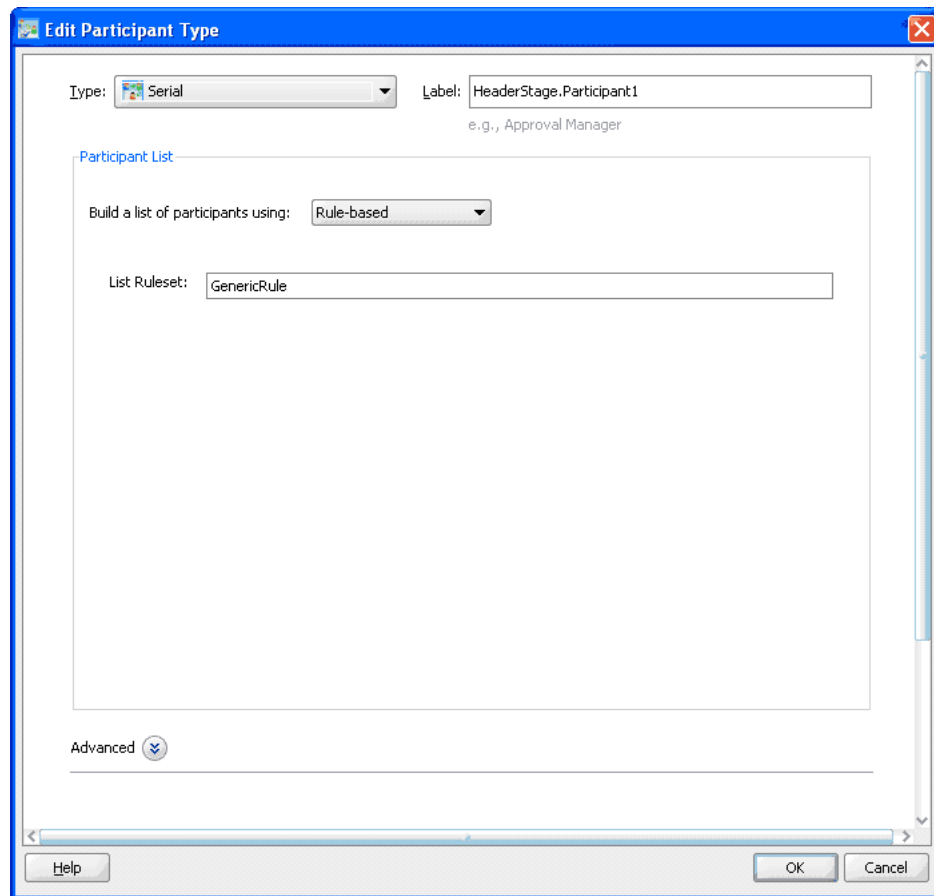 Edit Participant Type
Type: Serial Label: HeaderStage.Participant1
e.g., Approval Manager
Participant List
Build a list of participants using: Rule-based
List Ruleset: GenericRule
Advanced
Help OK Cancel